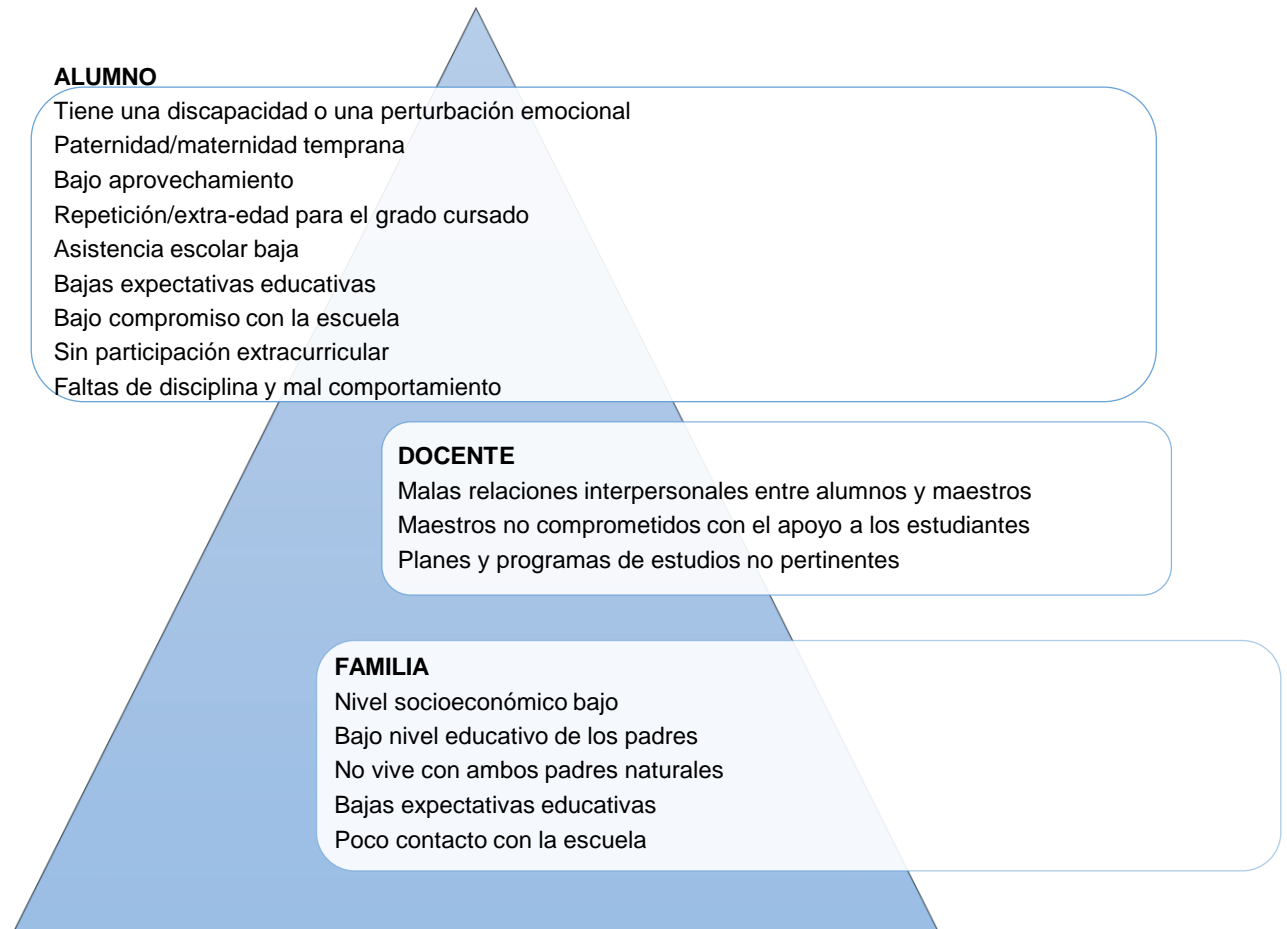 ALUMNO
Tiene una discapacidad o una perturbación emocional
Paternidad/maternidad temprana
Bajo aprovechamiento
Repetición/extra-edad para el grado cursado
Asistencia escolar baja
Bajas expectativas educativas
Bajo compromiso con la escuela
Sin participación extracurricular
Faltas de disciplina y mal comportamiento
DOCENTE
Malas relaciones interpersonales entre alumnos y maestros
Maestros no comprometidos con el apoyo a los estudiantes
Planes y programas de estudios no pertinentes
FAMILIA
Nivel socioeconómico bajo
Bajo nivel educativo de los padres
No vive con ambos padres naturales
Bajas expectativas educativas
Poco contacto con la escuela